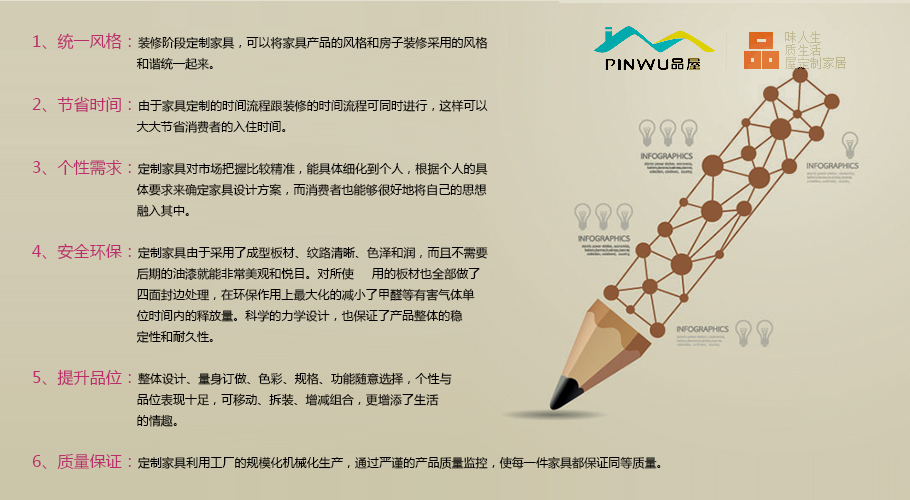 1、统一风格：装修阶段定制家具，可以将家具产品的风格和房子装修采用的风格
和谐统一起来。
2、节省时间：由于家具定制的时间流程跟装修的时间流程可同时进行，这样可以
大大节省消费者的入住时间。
3、个性需求：定制家具对市场把握比较精准，能具体细化到个人，根据个人的具
体要求来确定家具设计方案，而消费者也能够很好地将自己的思想
融入其中。
4、安全环保：定制家具由于采用了成型板材、纹路清晰、色泽和润，而且不需要
后期的油漆就能非常美观和悦目。对所使 用的板材也全部做了
四面封边处理，在环保作用上最大化的减小了甲醛等有害气体单
位时间内的释放量。科学的力学设计，也保证了产品整体的稳
定性和耐久性。
5、提升品位：整体设计、量身订做、色彩、规格、功能随意选择，个性与
品位表现十足，可移动、拆装、增减组合，更增添了生活
的情趣。
6、质量保证：定制家具利用工厂的规模化机械化生产，通过严谨的产品质量监控，使每一件家具都保证同等质量。
PINWU品屋
品
味人生
质生活
屋定制家居
INFOGRAPHICS
INFOGRAPHICS
INFOGRAPHICS
INFOGRAPHICS